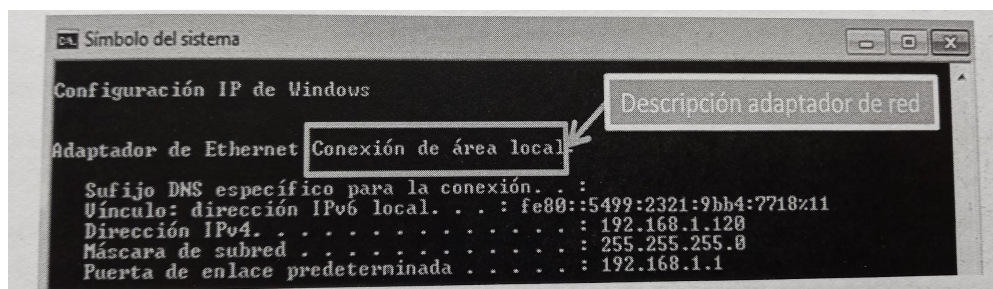 Símbolo del sistema
Configuración IP de Windows
Descripción adaptador de red
Adaptador de Ethernet Conexión de área local:
Sufijo DNS específico para la conexión. . :
Vínculo: dirección IPv6 local. . . : fe80::5499:2321:9bb4:7718%11
Dirección IPv4. . . . . . . . . . . . . . : 192.168.1.120
Máscara de subred . . . . . . . . . . . . : 255.255.255.0
Puerta de enlace predeterminada . . . . . : 192.168.1.1